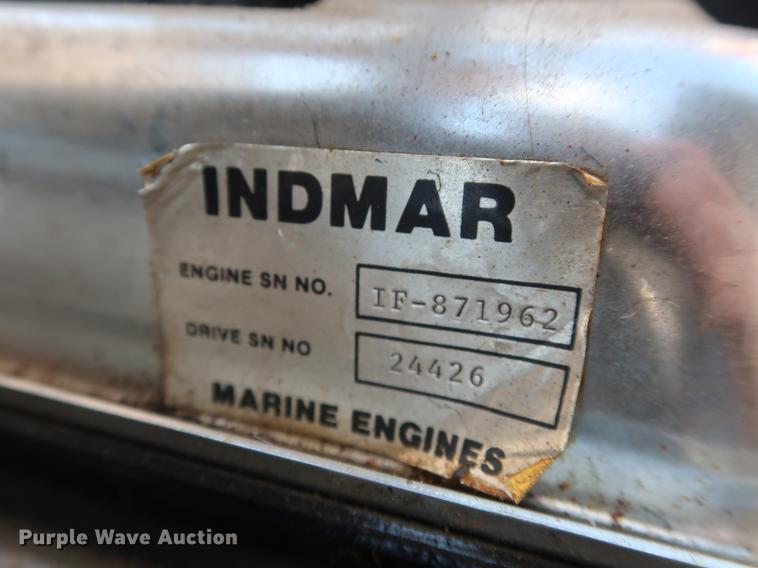 INDMAR
ENGINE SN NO. IF-871962
DRIVE SN NO 24426
MARINE ENGINES
Purple Wave Auction